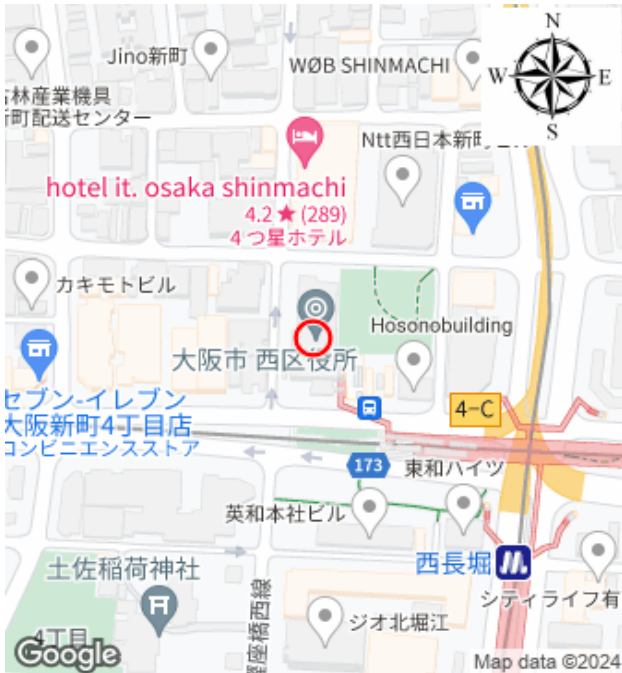 N
W E
S
Jino新町
WØB SHINMACHI
林産業機具
町配送センター
Ntt西日本新町
hotel it. osaka shinmachi
4.2 ★ (289)
4 つ星ホテル
カキモトビル
Hosonobuilding
大阪市 西区役所
セブン-イレブン
大阪新町4丁目店
コンビニエンスストア
4-C
173
東和ハイツ
英和本社ビル
西長堀
土佐稲荷神社
シティライフ有
座橋西線
4丁目
ジオ北堀江
Google
Map data ©2024